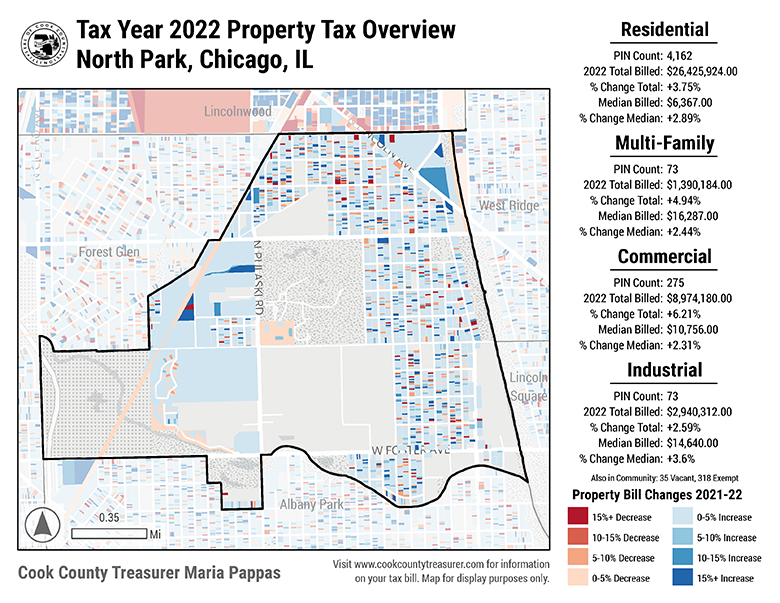 Tax Year 2022 Property Tax Overview
North Park, Chicago, IL
Lincolnwood
West Ridge
Forest Glen
N PULASKI RD
Lincoln
Square
W FOSTER AVE
Albany Park
0.35
Mi
Cook County Treasurer Maria Pappas
Visit www.cookcountytreasurer.com for information
on your tax bill. Map for display purposes only.
Residential
PIN Count: 4,162
2022 Total Billed: $26,425,924.00
% Change Total: +3.75%
Median Billed: $6,367.00
% Change Median: +2.89%
Multi-Family
PIN Count: 73
2022 Total Billed: $1,390,184.00
% Change Total: +4.94%
Median Billed: $16,287.00
% Change Median: +2.44%
Commercial
PIN Count: 275
2022 Total Billed: $8,974,180.00
% Change Total: +6.21%
Median Billed: $10,756.00
% Change Median: +2.31%
Industrial
PIN Count: 73
2022 Total Billed: $2,940,312.00
% Change Total: +2.59%
Median Billed: $14,640.00
% Change Median: +3.6%
Also in Community: 35 Vacant, 318 Exempt
Property Bill Changes 2021-22
15%+ Decrease
10-15% Decrease
5-10% Decrease
0-5% Decrease
0-5% Increase
5-10% Increase
10-15% Increase
15%+ Increase